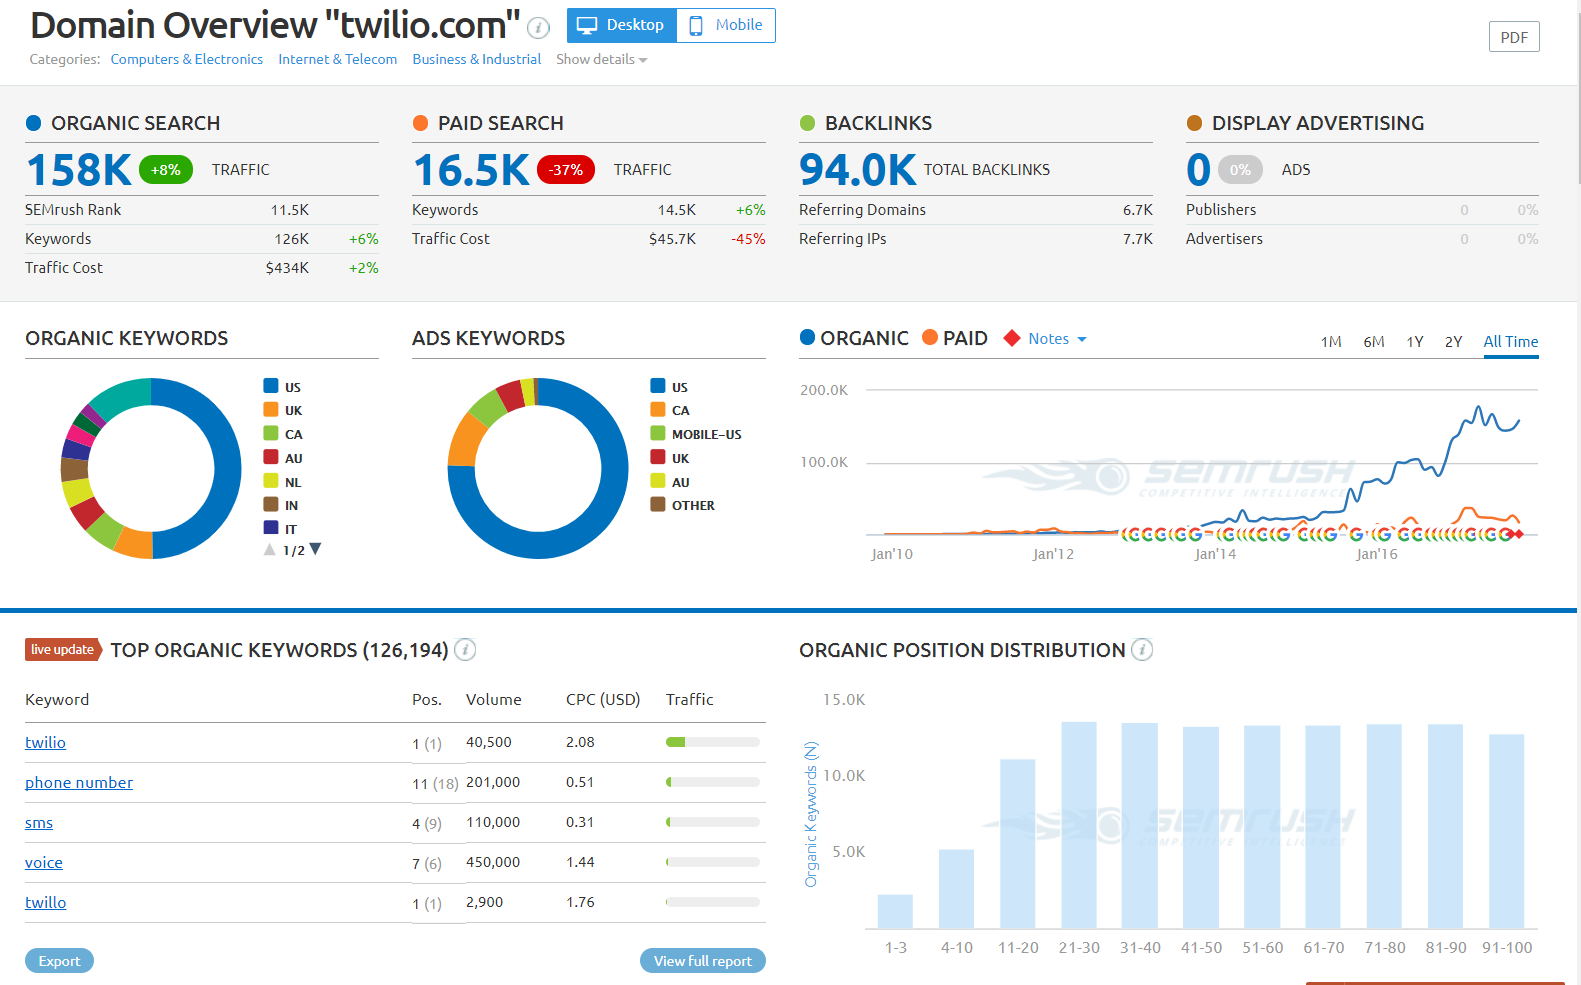 Domain Overview "twilio.com" i Desktop Mobile
PDF
Categories: Computers & Electronics Internet & Telecom Business & Industrial Show details
ORGANIC SEARCH
158K +8% TRAFFIC
SEMrush Rank 11.5K
Keywords 126K +6%
Traffic Cost $434K +2%
PAID SEARCH
16.5K -37% TRAFFIC
Keywords 14.5K +6%
Traffic Cost $45.7K -45%
BACKLINKS
94.0K TOTAL BACKLINKS
Referring Domains 6.7K
Referring IPs 7.7K
DISPLAY ADVERTISING
0 0% ADS
Publishers 0 0%
Advertisers 0 0%
ORGANIC KEYWORDS
US
UK
CA
AU
NL
IN
IT
1/2
ADS KEYWORDS
US
CA
MOBILE-US
UK
AU
OTHER
ORGANIC PAID Notes 1M 6M 1Y 2Y All Time
200.0K
100.0K
SEMRUSH
COMPETITIVE INTELLIGENCE
Jan'10 Jan'12 Jan'14 Jan'16
live update TOP ORGANIC KEYWORDS (126,194) i
Keyword Pos. Volume CPC (USD) Traffic
twilio 1 (1) 40,500 2.08
phone number 11 (18) 201,000 0.51
sms 4 (9) 110,000 0.31
voice 7 (6) 450,000 1.44
twillo 1 (1) 2,900 1.76
Export View full report
ORGANIC POSITION DISTRIBUTION i
Organic Keywords (N)
15.0K
10.0K
5.0K
SEMRUSH
COMPETITIVE INTELLIGENCE
1-3 4-10 11-20 21-30 31-40 41-50 51-60 61-70 71-80 81-90 91-100